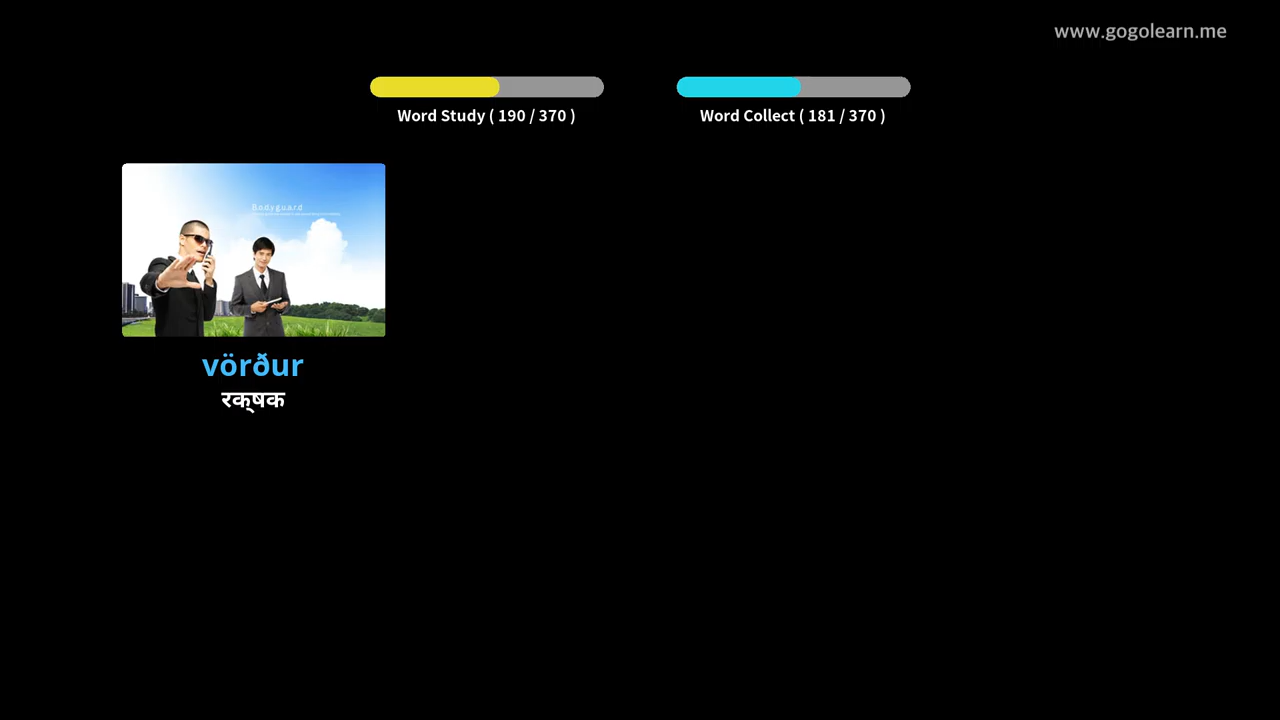 www.gogolearn.me
Word Study ( 190 / 370 )
Word Collect ( 181 / 370 )
Bodyguard
vörður
रक्षक